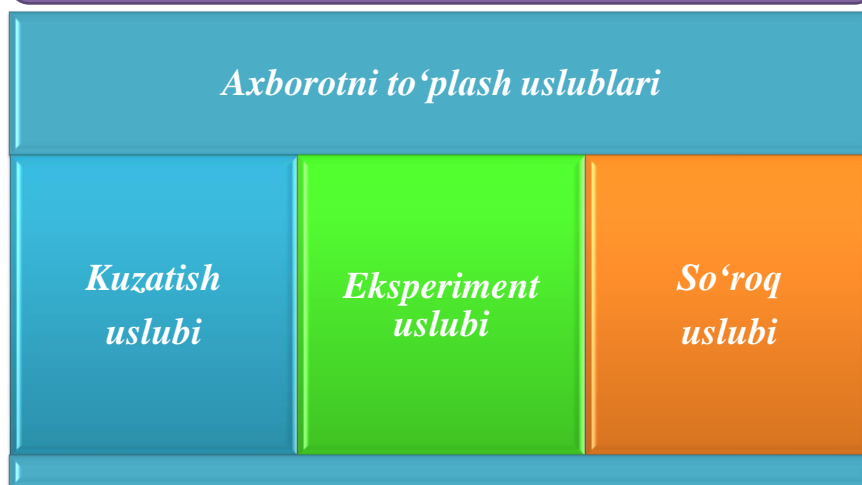 Axborotni to‘plash uslublari
Kuzatish
uslubi
Eksperiment
uslubi
So‘roq
uslubi